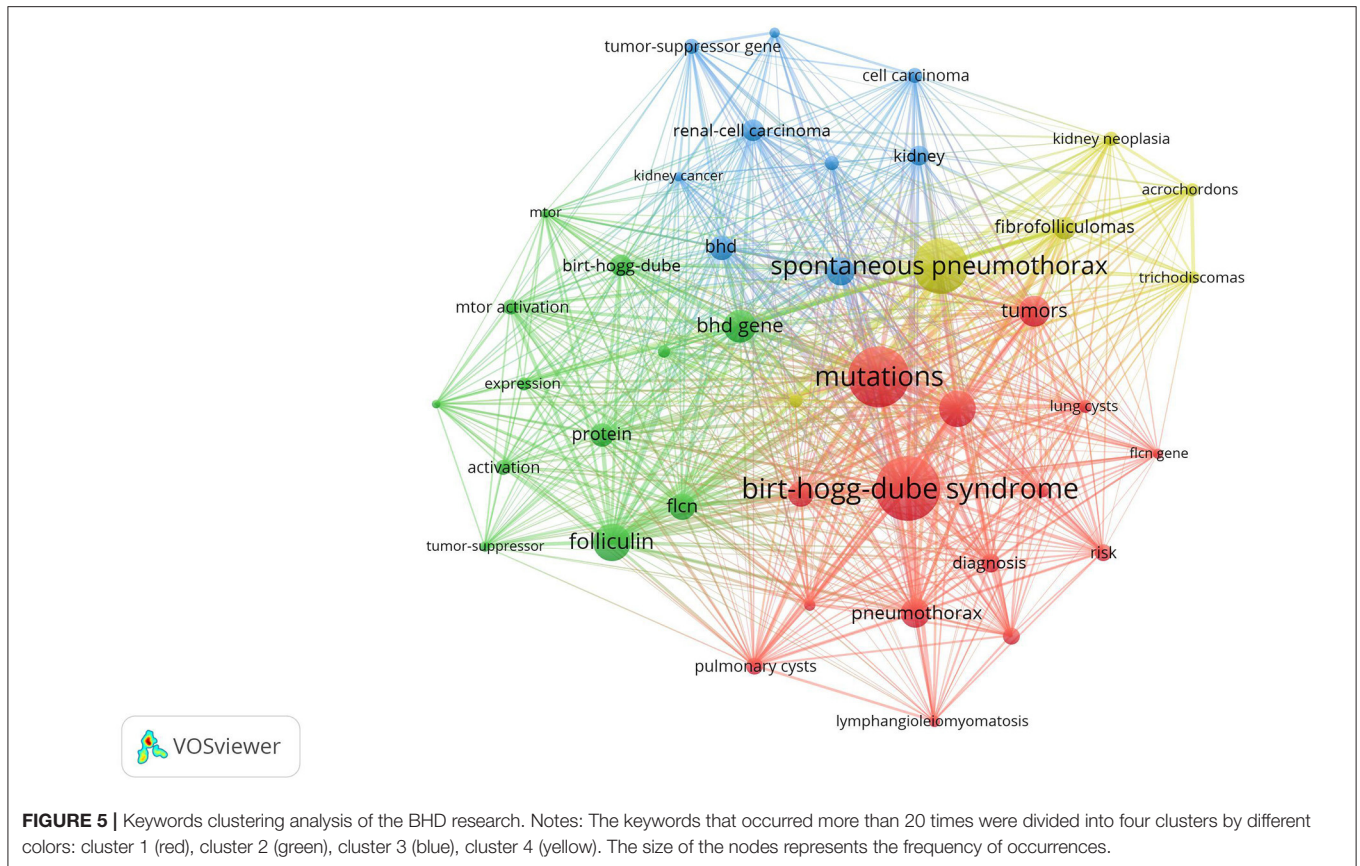 tumor-suppressor gene
cell carcinoma
renal-cell carcinoma
kidney neoplasia
kidney
kidney cancer
acrochordons
mtor
fibrofolliculomas
bhd
birt-hogg-dube
spontaneous pneumothorax
trichodiscomas
mtor activation
tumors
bhd gene
mutations
expression
lung cysts
protein
flcn gene
activation
birt-hogg-dube syndrome
flcn
folliculin
tumor-suppressor
risk
diagnosis
pneumothorax
pulmonary cysts
lymphangioleiomyomatosis
VOSviewer
FIGURE 5 | Keywords clustering analysis of the BHD research. Notes: The keywords that occurred more than 20 times were divided into four clusters by different
colors: cluster 1 (red), cluster 2 (green), cluster 3 (blue), cluster 4 (yellow). The size of the nodes represents the frequency of occurrences.